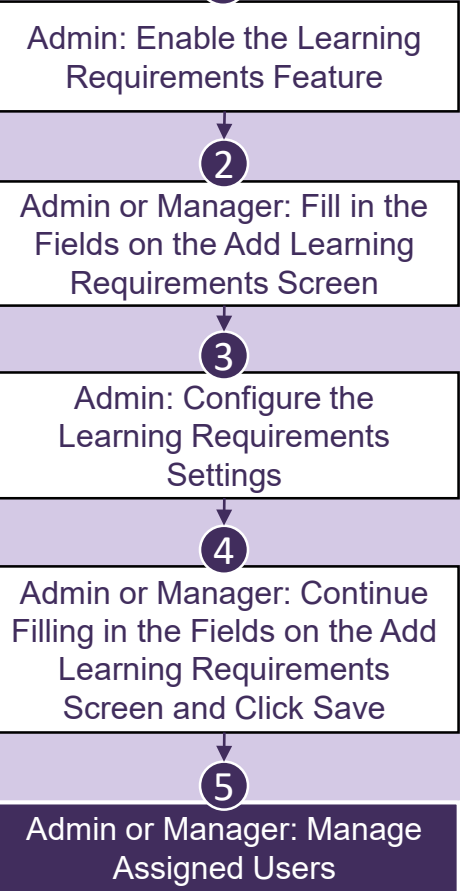 Admin: Enable the Learning
Requirements Feature
2
Admin or Manager: Fill in the
Fields on the Add Learning
Requirements Screen
3
Admin: Configure the
Learning Requirements
Settings
4
Admin or Manager: Continue
Filling in the Fields on the Add
Learning Requirements
Screen and Click Save
5
Admin or Manager: Manage
Assigned Users